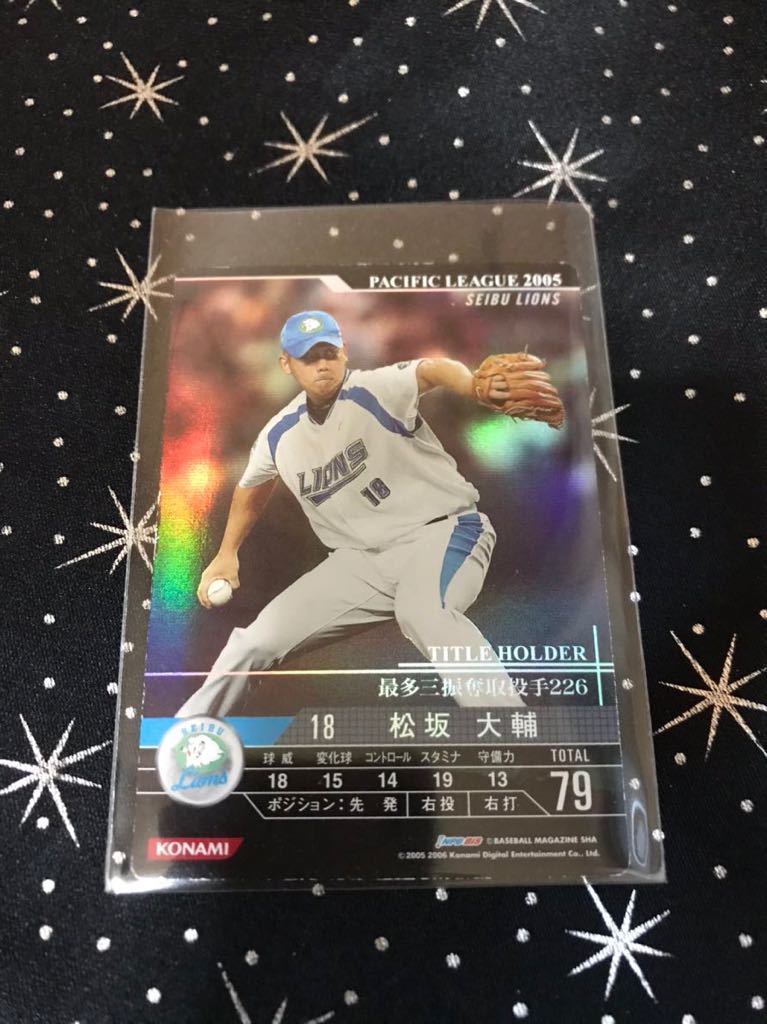 PACIFIC LEAGUE 2005
SEIBU LIONS
LIONS
18
TITLE HOLDER
最多三振奪取投手226
18 松坂 大輔
SEIBU
Lions
球威 変化球 コントロール スタミナ 守備力 TOTAL
18 15 14 19 13 79
ポジション：先 発 右投 右打
KONAMI
NPB BIS ©BASEBALL MAGAZINE SHA
©2005 2006 Konami Digital Entertainment Co., Ltd.